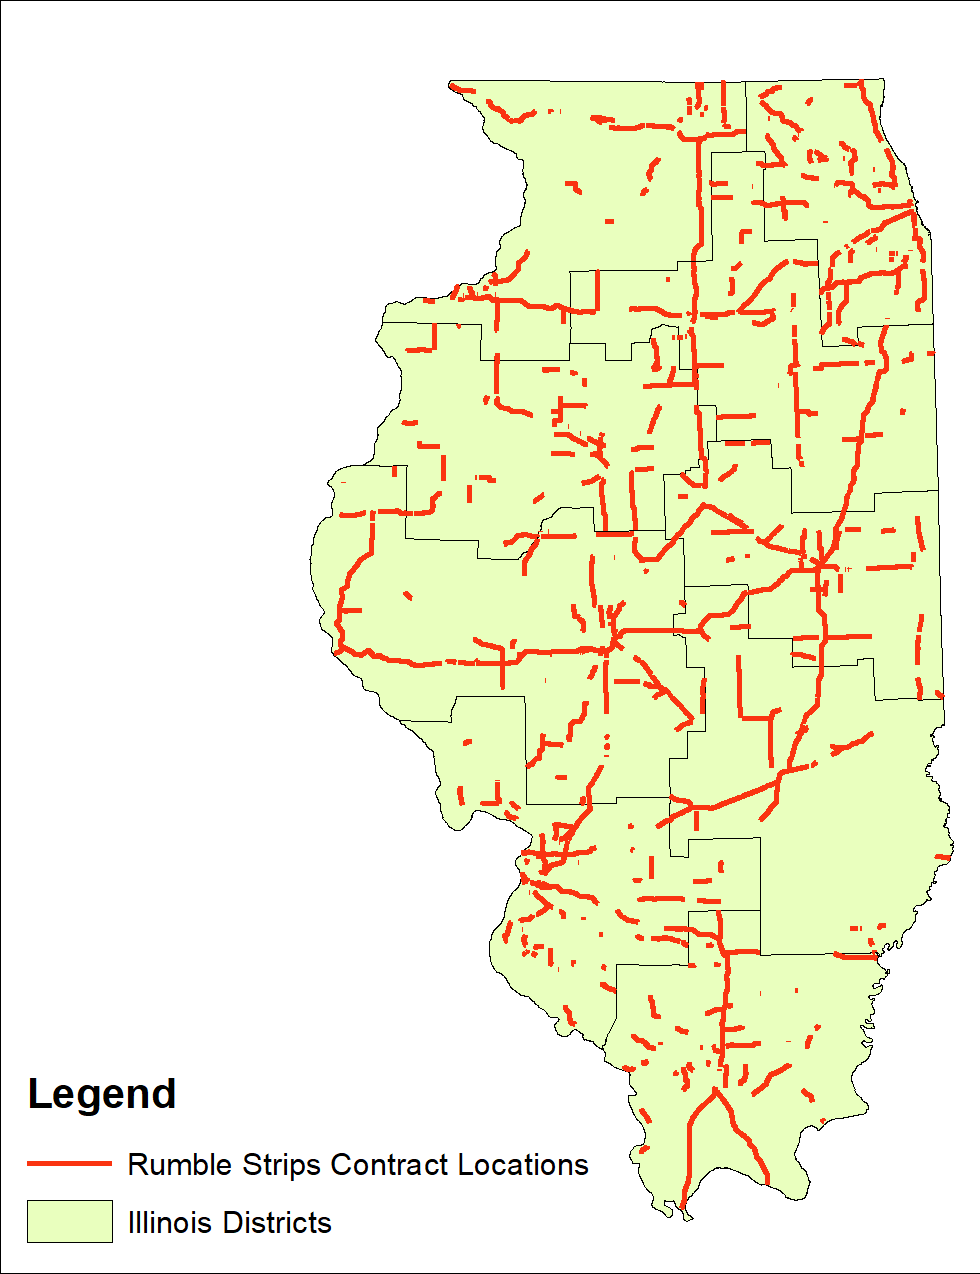 Legend
Rumble Strips Contract Locations
Illinois Districts